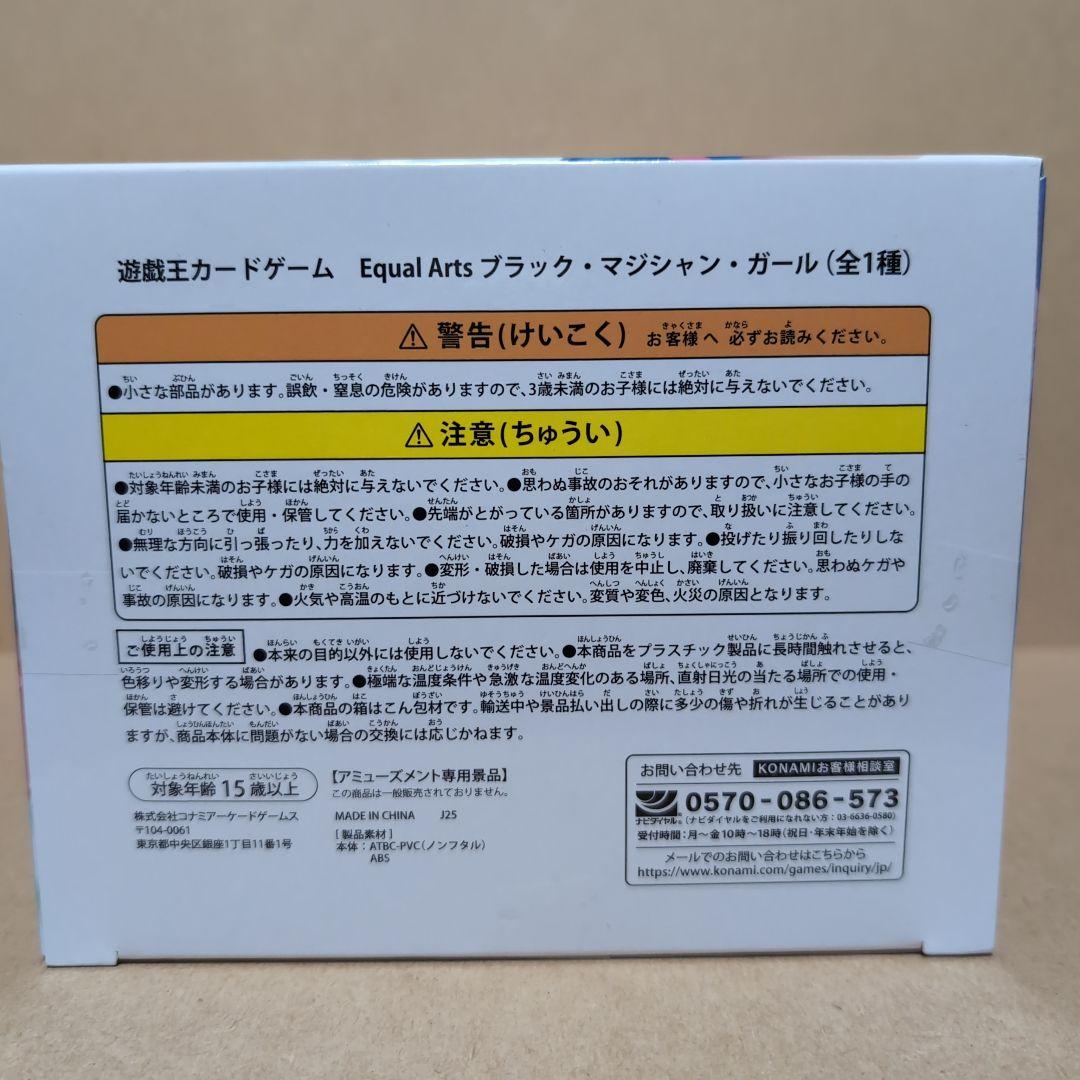 遊戯王カードゲーム　Equal Arts ブラック・マジシャン・ガール（全1種）
⚠ 警告(けいこく) お客様へ 必ずお読みください。
●小さな部品があります。誤飲・窒息の危険がありますので、3歳未満のお子様には絶対に与えないでください。
⚠ 注意(ちゅうい)
●対象年齢未満のお子様には絶対に与えないでください。●思わぬ事故のおそれがありますので、小さなお子様の手の
届かないところで使用・保管してください。●先端がとがっている箇所がありますので、取り扱いに注意してください。
●無理な方向に引っ張ったり、力を加えないでください。破損やケガの原因になります。●投げたり振り回したりしな
いでください。破損やケガの原因になります。●変形・破損した場合は使用を中止し、廃棄してください。思わぬケガや
事故の原因になります。●火気や高温のもとに近づけないでください。変質や変色、火災の原因となります。
ご使用上の注意 ●本来の目的以外には使用しないでください。●本商品をプラスチック製品に長時間触れさせると、
色移りや変形する場合があります。●極端な温度条件や急激な温度変化のある場所、直射日光の当たる場所での使用・
保管は避けてください。●本商品の箱はこん包材です。輸送中や景品払い出しの際に多少の傷や折れが生じることがあり
ますが、商品本体に問題がない場合の交換には応じかねます。
対象年齢 15歳以上
【アミューズメント専用景品】
この商品は一般販売されておりません。
株式会社コナミアーケードゲームス
〒104-0061
東京都中央区銀座1丁目11番1号
MADE IN CHINA J25
[ 製品素材 ]
本体：ATBC-PVC(ノンフタル)
ABS
お問い合わせ先 KONAMIお客様相談室
ナビダイヤル® 0570-086-573
(ナビダイヤルをご利用になれない方：03-6636-0580)
受付時間：月～金10時～18時(祝日・年末年始を除く)
メールでのお問い合わせはこちらから
https://www.konami.com/games/inquiry/jp/